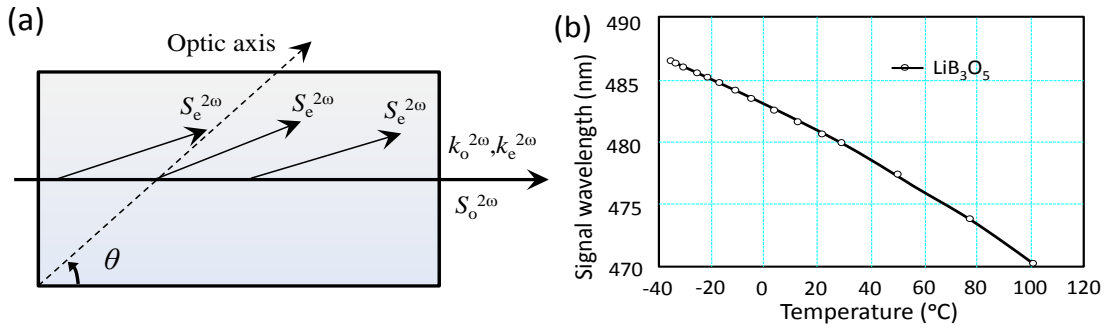 (a)
Optic axis
Sₑ²ω
Sₑ²ω
Sₑ²ω
kₒ²ω,kₑ²ω
Sₒ²ω
θ
(b)
490
485
480
475
470
Signal wavelength (nm)
LiB₃O₅
-40 -20 0 20 40 60 80 100 120
Temperature (°C)